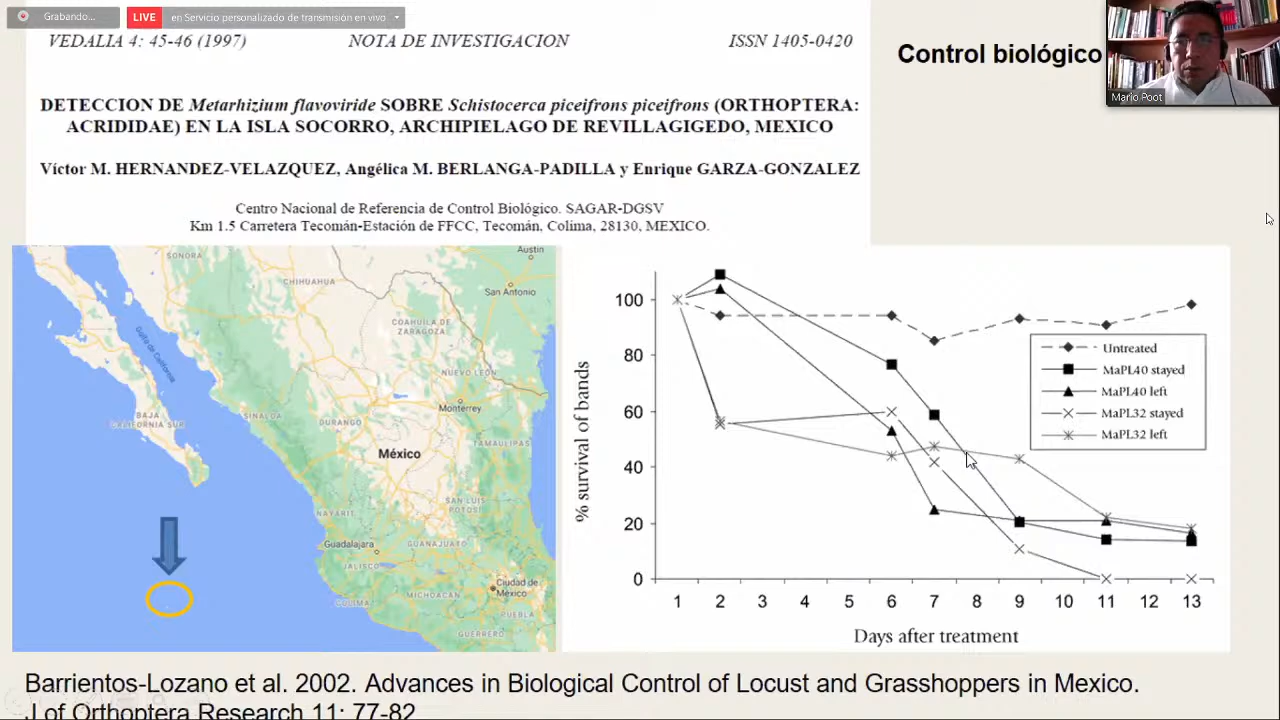 Grabando...
LIVE
en Servicio personalizado de transmisión en vivo
VEDALIA 4: 45-46 (1997) NOTA DE INVESTIGACION ISSN 1405-0420
Control biológico
Mario Poot
DETECCION DE Metarhizium flavoviride SOBRE Schistocerca piceifrons piceifrons (ORTHOPTERA:
ACRIDIDAE) EN LA ISLA SOCORRO, ARCHIPIELAGO DE REVILLAGIGEDO, MEXICO
Víctor M. HERNANDEZ-VELAZQUEZ, Angélica M. BERLANGA-PADILLA y Enrique GARZA-GONZALEZ
Centro Nacional de Referencia de Control Biológico. SAGAR-DGSV
Km 1.5 Carretera Tecomán-Estación de FFCC, Tecomán, Colima, 28130, MEXICO.
SONORA
CHIHUAHUA
Austin
San Antonio
COAHUILA DE
ZARAGOZA
Golfo de California
NUEVO LEON
Monterrey
BAJA
CALIFORNIA SUR
SINALOA
DURANGO
TAMAULIPAS
México
SAN LUIS
POTOSI
NAYARIT
Guadalajara
GUANAJUATO
JALISCO
Ciudad de
México
COLIMA
MICHOACÁN
PUEBLA
GUERRERO
% survival of bands
100
80
60
40
20
0
1 2 3 4 5 6 7 8 9 10 11 12 13
Days after treatment
Untreated
MaPL40 stayed
MaPL40 left
MaPL32 stayed
MaPL32 left
Barrientos-Lozano et al. 2002. Advances in Biological Control of Locust and Grasshoppers in Mexico.
J of Orthoptera Research 11: 77-82